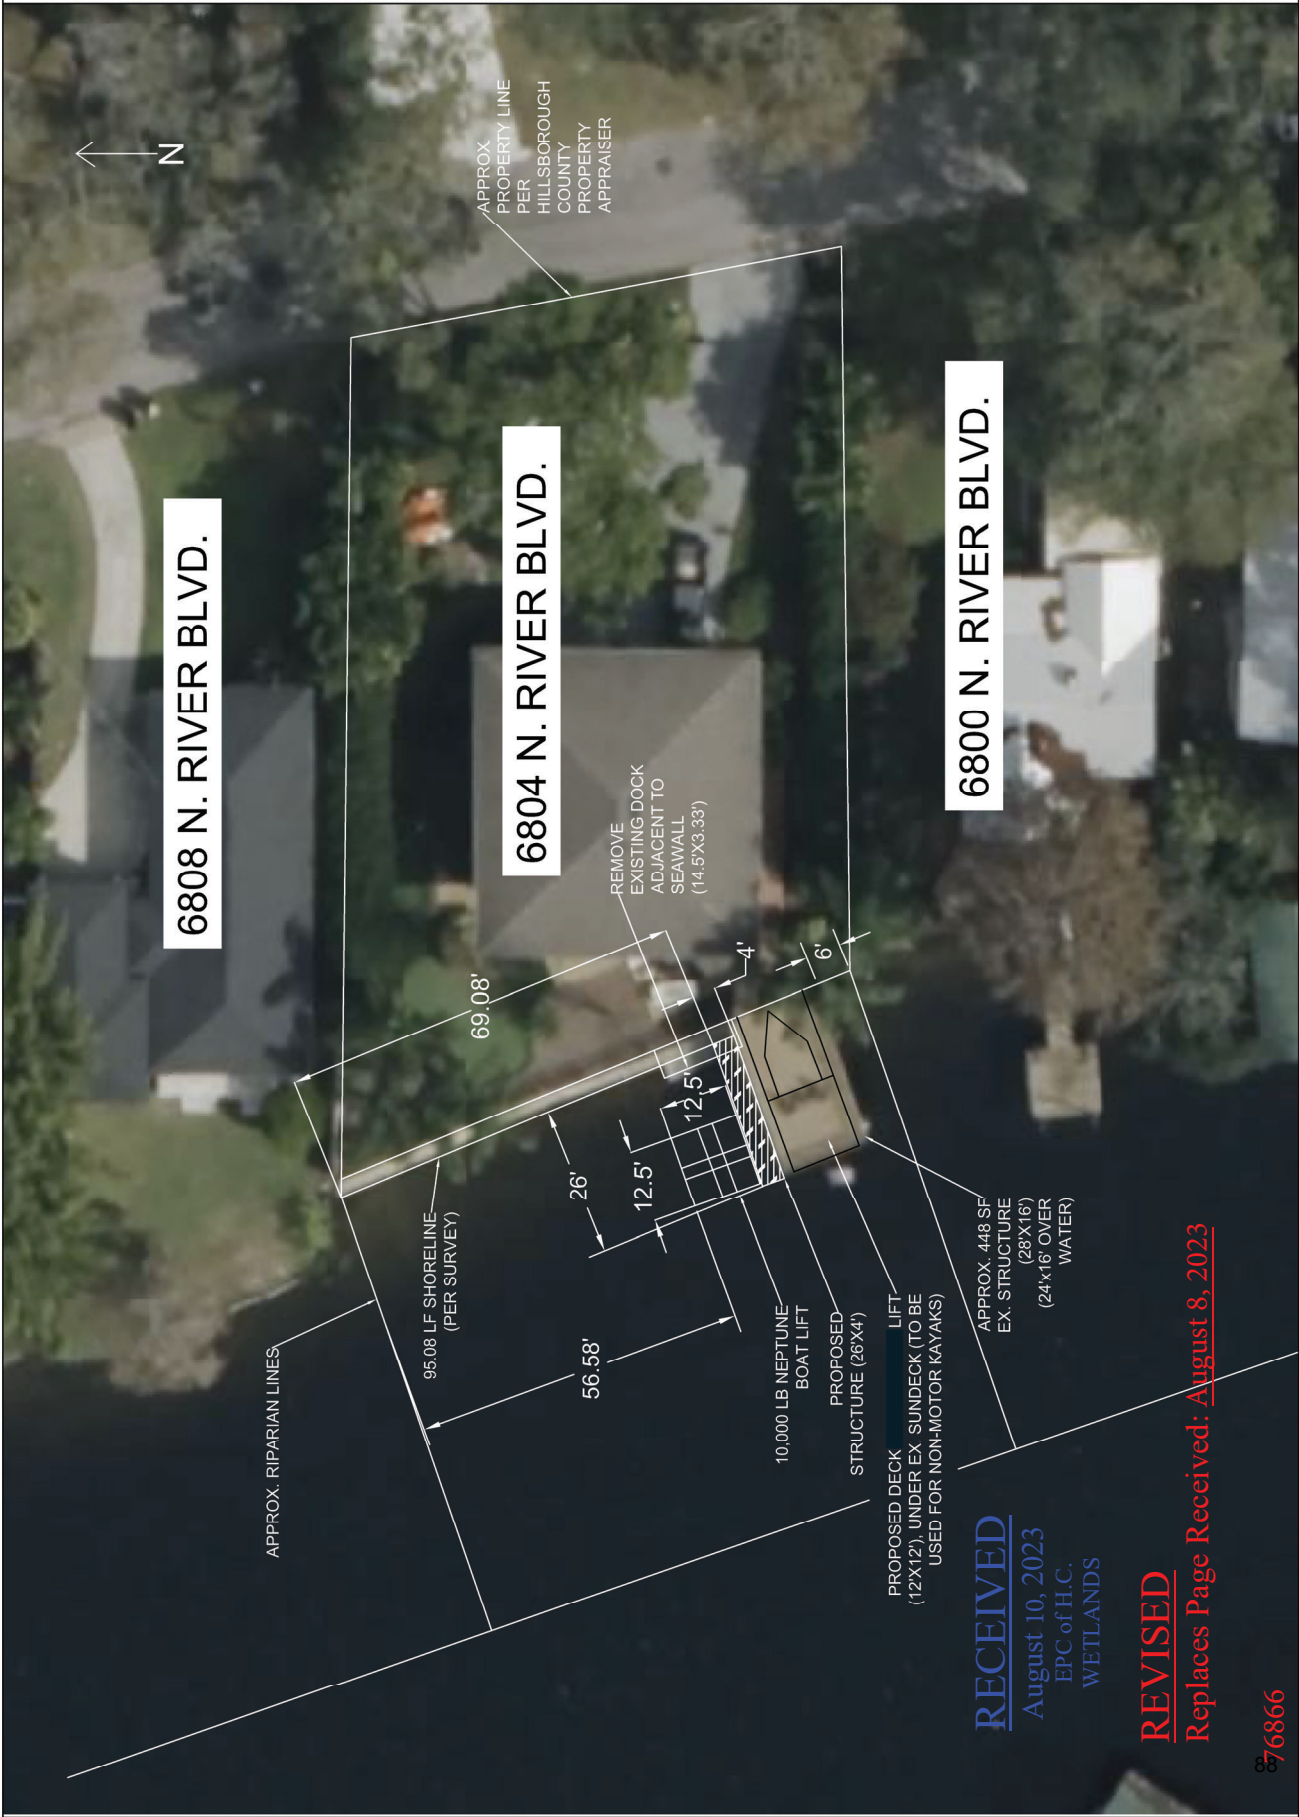 N
APPROX
PROPERTY LINE
PER
HILLSBOROUGH
COUNTY
PROPERTY
APPRAISER
6808 N. RIVER BLVD.
6804 N. RIVER BLVD.
6800 N. RIVER BLVD.
REMOVE
EXISTING DOCK
ADJACENT TO
SEAWALL
(14.5'X3.33')
69.08'
4'
6'
12.5'
12.5'
26'
56.58'
95.08 LF SHORELINE
(PER SURVEY)
APPROX. RIPARIAN LINES
10,000 LB NEPTUNE
BOAT LIFT
PROPOSED
STRUCTURE (26'X4')
PROPOSED DECK LIFT
(12'X12'), UNDER EX. SUNDECK (TO BE
USED FOR NON-MOTOR KAYAKS)
APPROX. 448 SF
EX. STRUCTURE
(28'X16')
(24'x16' OVER
WATER)
RECEIVED
August 10, 2023
EPC of H.C.
WETLANDS
REVISED
Replaces Page Received: August 8, 2023
76866
88